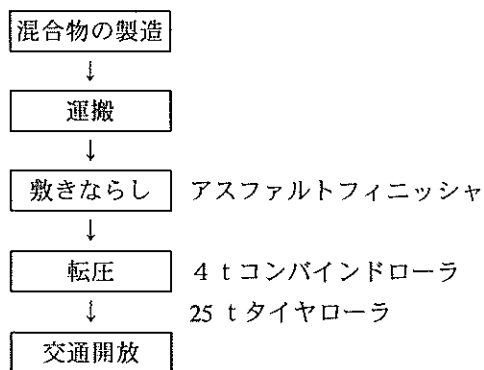 混合物の製造
↓
運搬
↓
敷きならし アスファルトフィニッシャ
↓
転圧 4 tコンバインドローラ
↓ 25 tタイヤローラ
交通開放